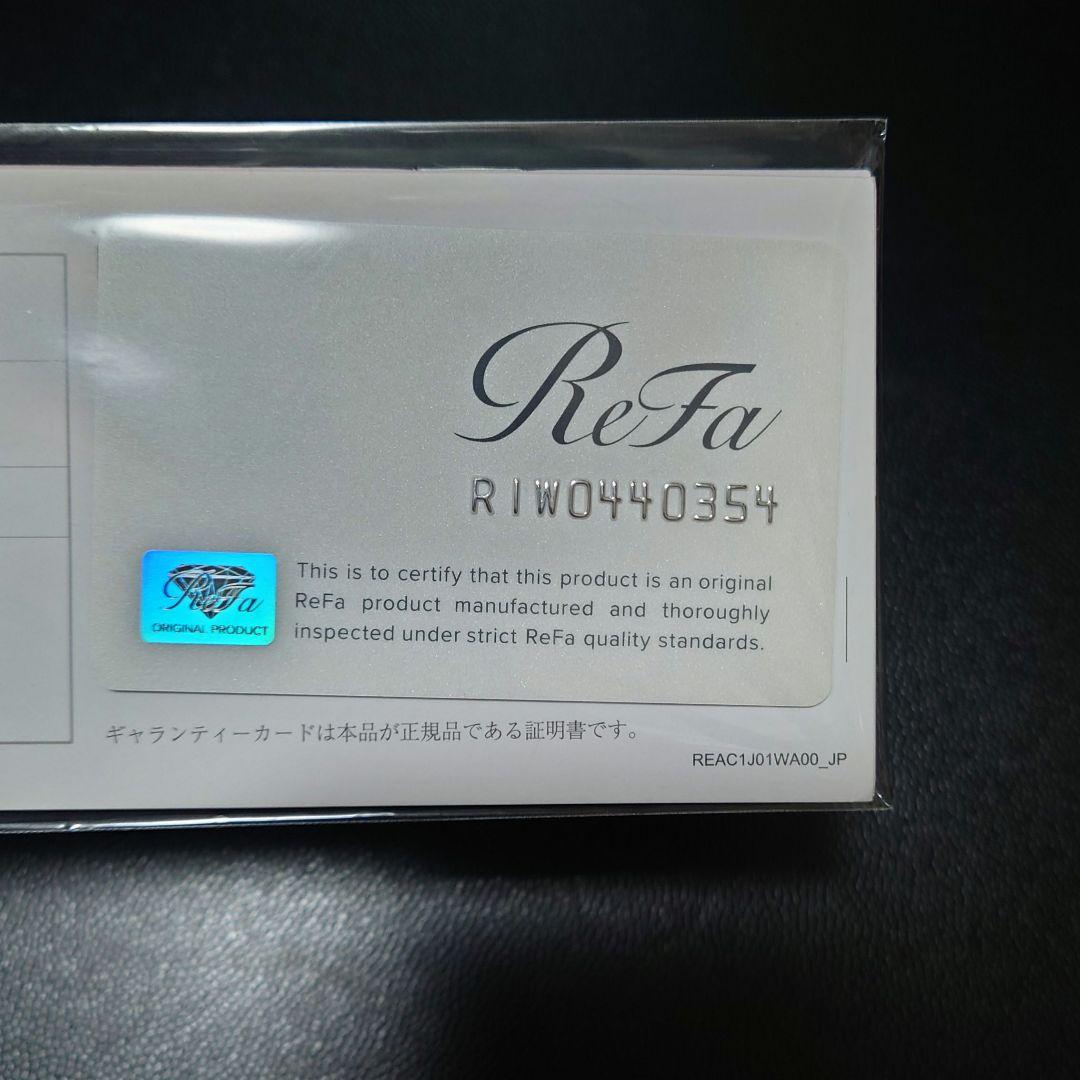 ReFa
RIW0440354
This is to certify that this product is an original
ReFa product manufactured and thoroughly
inspected under strict ReFa quality standards.
ReFa
ORIGINAL PRODUCT
ギャランティーカードは本品が正規品である証明書です。
REAC1J01WA00_JP